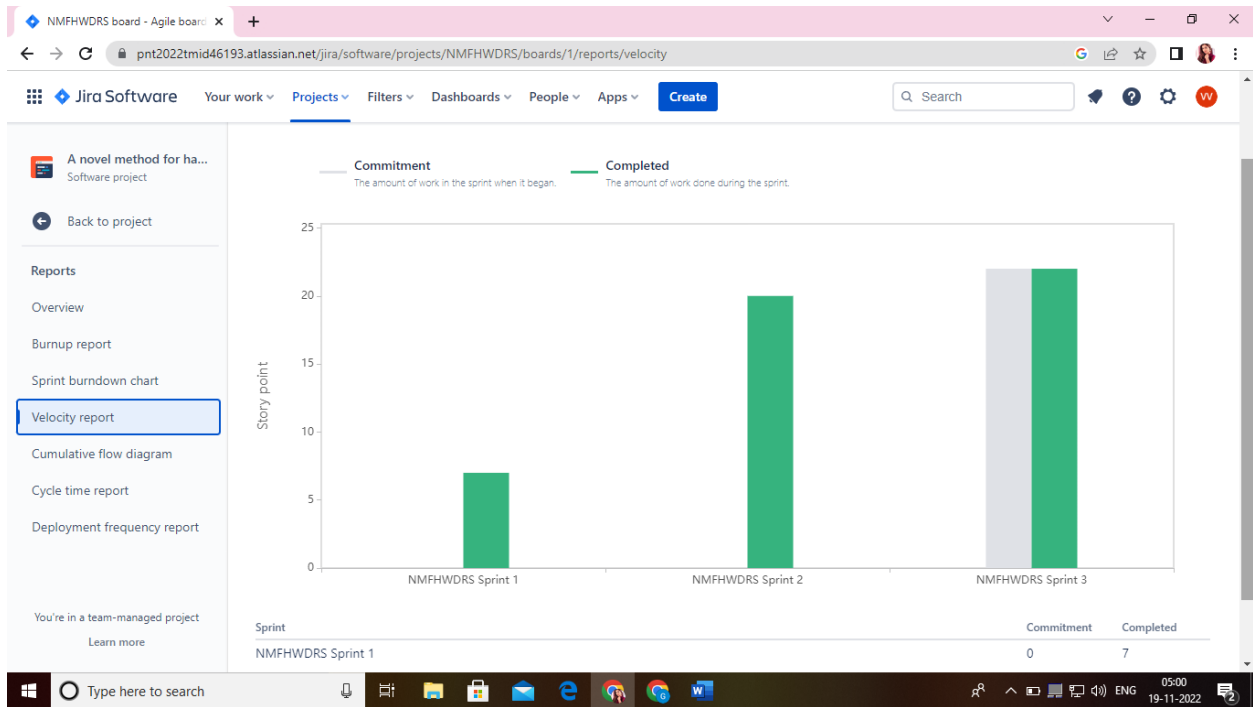 NMFHWDRS board - Agile board
pnt2022tmid46193.atlassian.net/jira/software/projects/NMFHWDRS/boards/1/reports/velocity
Jira Software Your work Projects Filters Dashboards People Apps Create Search VV
A novel method for ha...
Software project
Back to project
Reports
Overview
Burnup report
Sprint burndown chart
Velocity report
Cumulative flow diagram
Cycle time report
Deployment frequency report
You're in a team-managed project
Learn more
Commitment
The amount of work in the sprint when it began.
Completed
The amount of work done during the sprint.
Story point
25
20
15
10
5
0
NMFHWDRS Sprint 1 NMFHWDRS Sprint 2 NMFHWDRS Sprint 3
Sprint Commitment Completed
NMFHWDRS Sprint 1 0 7
Type here to search
ENG
05:00
19-11-2022
2